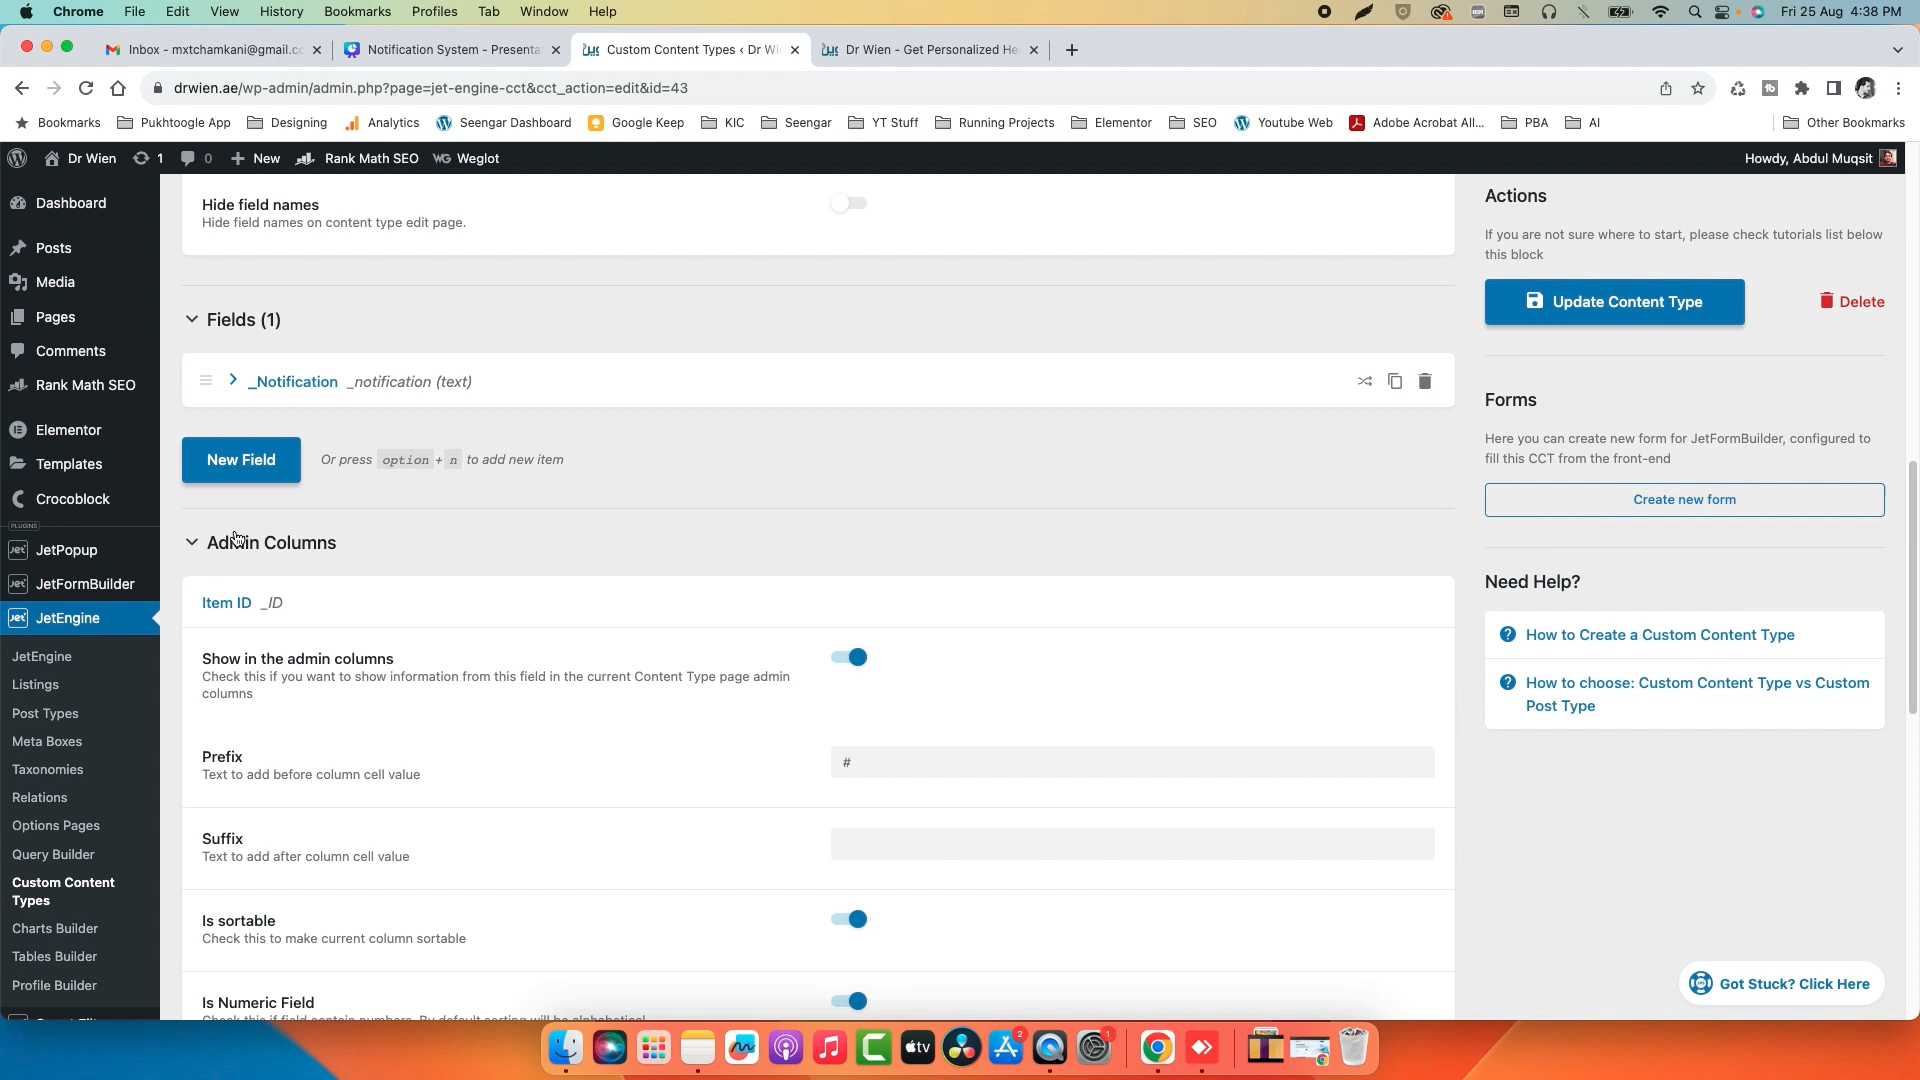 Chrome File Edit View History Bookmarks Profiles Tab Window Help Fri 25 Aug 4:38 PM
Inbox - mxtchamkani@gmail.c
Notification System - Presenta
Custom Content Types ‹ Dr Wi
Dr Wien - Get Personalized He
drwien.ae/wp-admin/admin.php?page=jet-engine-cct&cct_action=edit&id=43
Bookmarks Pukhtoogle App Designing Analytics Seengar Dashboard Google Keep KIC Seengar YT Stuff Running Projects Elementor SEO Youtube Web Adobe Acrobat All... PBA AI Other Bookmarks
Dr Wien 1 0 New Rank Math SEO WG Weglot Howdy, Abdul Muqsit
Dashboard
Posts
Media
Pages
Comments
Rank Math SEO
Elementor
Templates
Crocoblock
PLUGINS
Jet JetPopup
Jet JetFormBuilder
Jet JetEngine
JetEngine
Listings
Post Types
Meta Boxes
Taxonomies
Relations
Options Pages
Query Builder
Custom Content
Types
Charts Builder
Tables Builder
Profile Builder
Hide field names
Hide field names on content type edit page.
Fields (1)
_Notification _notification (text)
New Field
Or press option + n to add new item
Admin Columns
Item ID _ID
Show in the admin columns
Check this if you want to show information from this field in the current Content Type page admin
columns
Prefix
Text to add before column cell value
#
Suffix
Text to add after column cell value
Is sortable
Check this to make current column sortable
Is Numeric Field
Check this if field contain numbers. By default sorting will be alphabetical
Actions
If you are not sure where to start, please check tutorials list below
this block
Update Content Type
Delete
Forms
Here you can create new form for JetFormBuilder, configured to
fill this CCT from the front-end
Create new form
Need Help?
How to Create a Custom Content Type
How to choose: Custom Content Type vs Custom
Post Type
Got Stuck? Click Here
tv
2
1